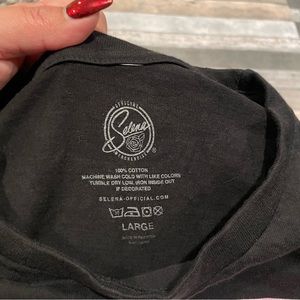 OFFICIAL
Selena
MERCHANDISE
®
100% COTTON
MACHINE WASH COLD WITH LIKE COLORS
TUMBLE DRY LOW, IRON INSIDE OUT
IF DECORATED
SELENA-OFFICIAL.COM
LARGE